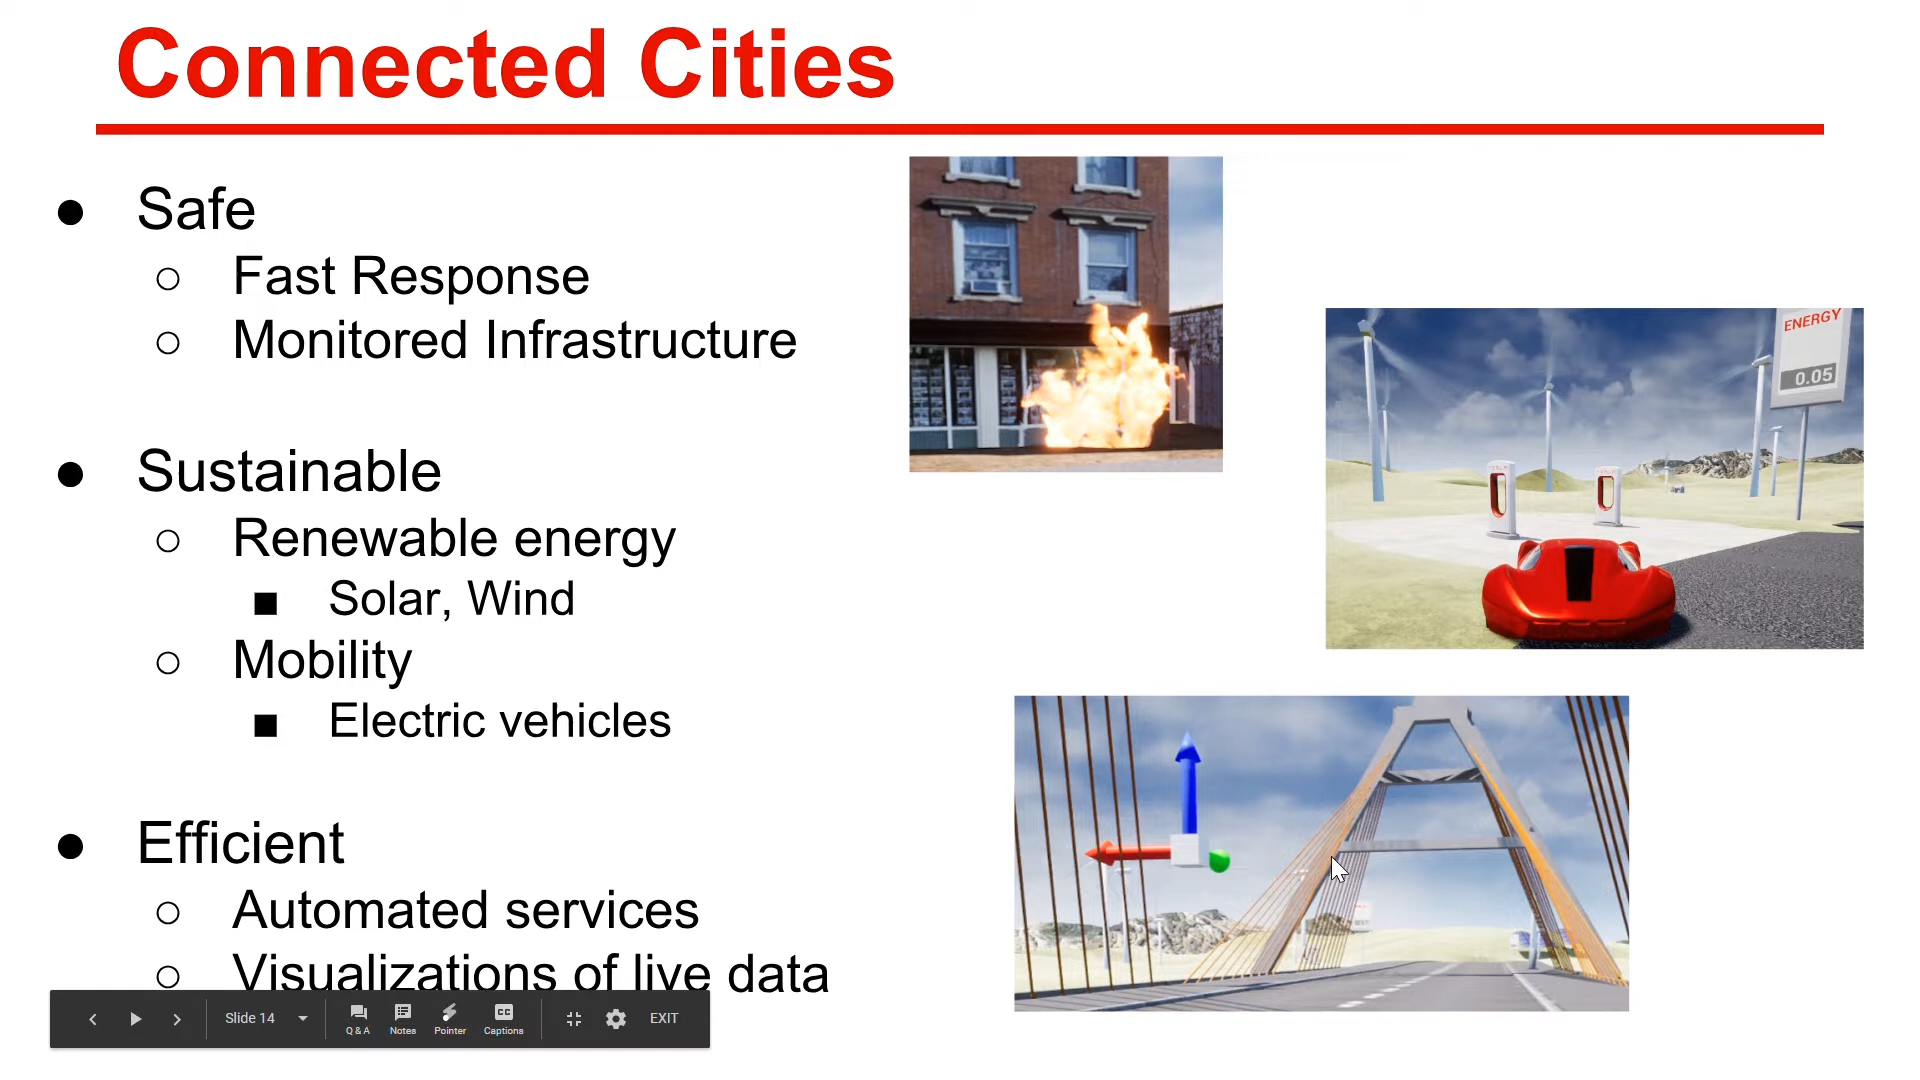 Connected Cities
● Safe
○ Fast Response
○ Monitored Infrastructure
● Sustainable
○ Renewable energy
■ Solar, Wind
○ Mobility
■ Electric vehicles
● Efficient
○ Automated services
○ Visualizations of live data
ENERGY
0.05
Slide 14
Q & A
Notes
Pointer
CC
Captions
EXIT